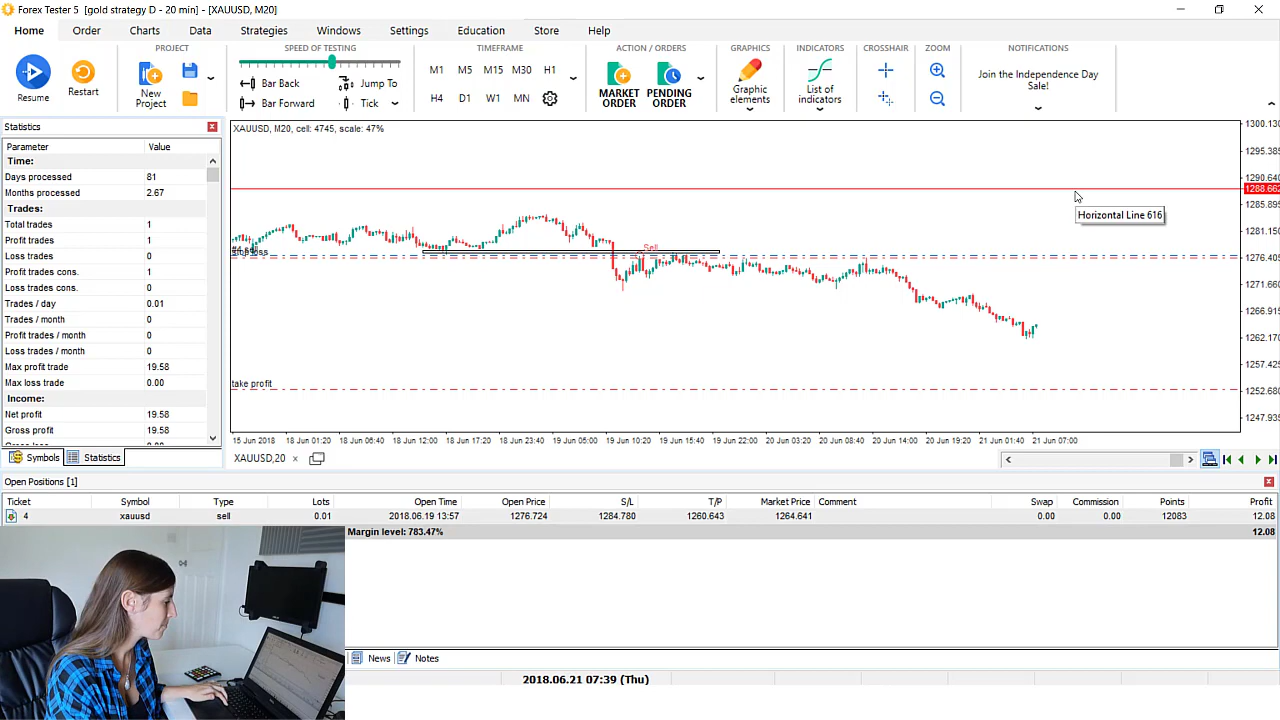 Forex Tester 5 [gold strategy D - 20 min] - [XAUUSD, M20]
Home Order Charts Data Strategies Windows Settings Education Store Help
PROJECT SPEED OF TESTING TIMEFRAME ACTION / ORDERS GRAPHICS INDICATORS CROSSHAIR ZOOM NOTIFICATIONS
Resume
Restart
New Project
Bar Back
Jump To
Bar Forward
Tick
M1 M5 M15 M30 H1
H4 D1 W1 MN
MARKET ORDER
PENDING ORDER
Graphic elements
List of indicators
Join the Independence Day Sale!
Statistics
Parameter Value
Time:
Days processed 81
Months processed 2.67
Trades:
Total trades 1
Profit trades 1
Loss trades 0
Profit trades cons. 1
Loss trades cons. 0
Trades / day 0.01
Trades / month 0
Profit trades / month 0
Loss trades / month 0
Max profit trade 19.58
Max loss trade 0.00
Income:
Net profit 19.58
Gross profit 19.58
Symbols Statistics
XAUUSD, M20, cell: 4745, scale: 47%
Horizontal Line 616
Sell
take profit
1300.130
1295.385
1290.640
1288.662
1285.895
1281.150
1276.405
1271.660
1266.915
1262.170
1257.425
1252.680
1247.935
15 Jun 2018 18 Jun 01:20 18 Jun 06:40 18 Jun 12:00 18 Jun 17:20 18 Jun 23:40 19 Jun 05:00 19 Jun 10:20 19 Jun 15:40 19 Jun 22:00 20 Jun 03:20 20 Jun 08:40 20 Jun 14:00 20 Jun 19:20 21 Jun 01:40 21 Jun 07:00
XAUUSD,20
Open Positions [1]
Ticket Symbol Type Lots Open Time Open Price S/L T/P Market Price Comment Swap Commission Points Profit
4 xauusd sell 0.01 2018.06.19 13:57 1276.724 1284.780 1260.643 1264.641 0.00 0.00 12083 12.08
Margin level: 783.47% 12.08
News Notes
2018.06.21 07:39 (Thu)